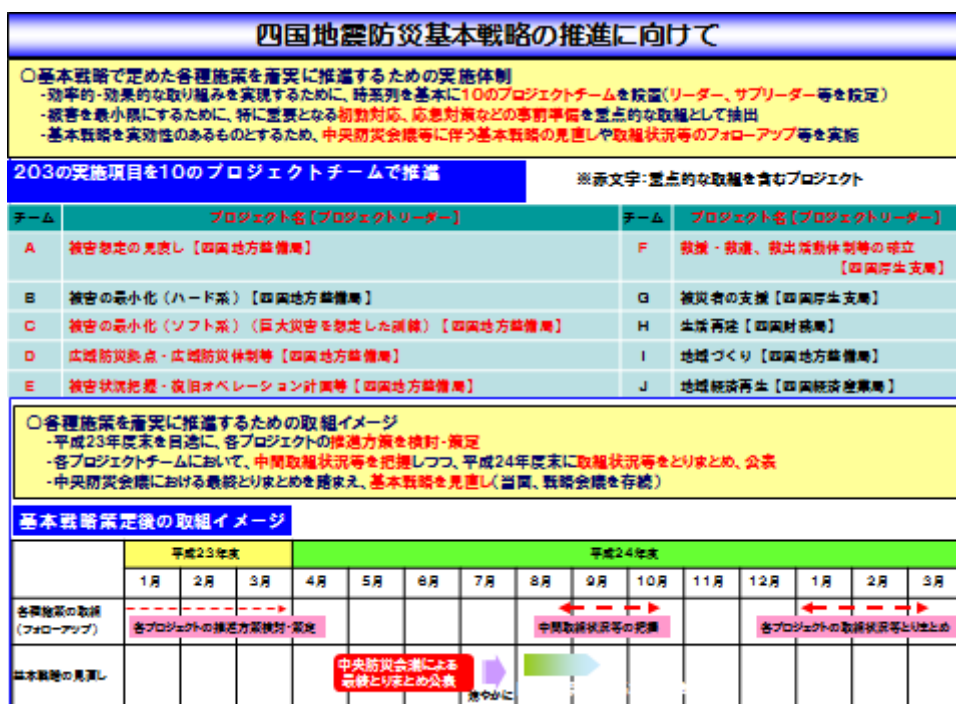 四国地震防災基本戦略の推進に向けて
○基本戦略で定めた各種施策を着実に推進するための実施体制
-効率的・効果的な取り組みを実現するために、時系列を基本に10のプロジェクトチームを設置(リーダー、サブリーダー等を設定)
-被害を最小限にするために、特に重要となる初動対応、応急対策などの事前準備を重点的な取組として抽出
-基本戦略を実効性のあるものとするため、中央防災会議等に伴う基本戦略の見直しや取組状況等のフォローアップ等を実施
203の実施項目を10のプロジェクトチームで推進
※赤文字:重点的な取組を含むプロジェクト
チーム プロジェクト名【プロジェクトリーダー】 チーム プロジェクト名【プロジェクトリーダー】
A 被害想定の見直し【四国地方整備局】 F 救援・救護、救出活動体制等の確立
【四国厚生支局】
B 被害の最小化(ハード系)【四国地方整備局】 G 被災者の支援【四国厚生支局】
C 被害の最小化(ソフト系)(巨大災害を想定した訓練)【四国地方整備局】 H 生活再建【四国財務局】
D 広域防災拠点・広域防災体制等【四国地方整備局】 I 地域づくり【四国地方整備局】
E 被害状況把握・復旧オペレーション計画等【四国地方整備局】 J 地域経済再生【四国経済産業局】
○各種施策を着実に推進するための取組イメージ
-平成23年度末を目途に、各プロジェクトの推進方策を検討・策定
-各プロジェクトチームにおいて、中間取組状況等を把握しつつ、平成24年度末に取組状況等をとりまとめ、公表
-中央防災会議における最終とりまとめを踏まえ、基本戦略を見直し(当面、戦略会議を存続)
基本戦略策定後の取組イメージ
平成23年度 平成24年度
1月 2月 3月 4月 5月 6月 7月 8月 9月 10月 11月 12月 1月 2月 3月
各種施策の取組
(フォローアップ)
各プロジェクトの推進方策検討・策定 中間取組状況等の把握 各プロジェクトの取組状況等とりまとめ
基本戦略の見直し
中央防災会議による
最終とりまとめ公表
速やかに